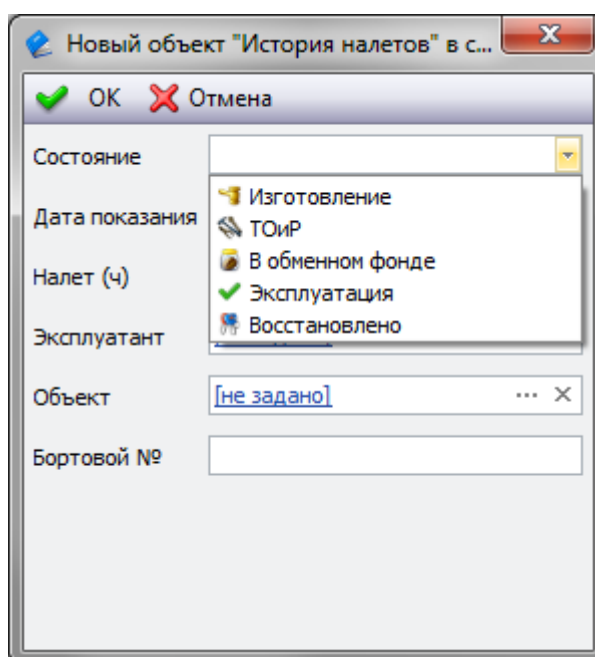 Новый объект "История налетов" в с...
ОК Отмена
Состояние
Изготовление
Дата показания
ТОиР
В обменном фонде
Налет (ч)
Эксплуатация
Восстановлено
Эксплуатант
Объект [не задано] ...
Бортовой №